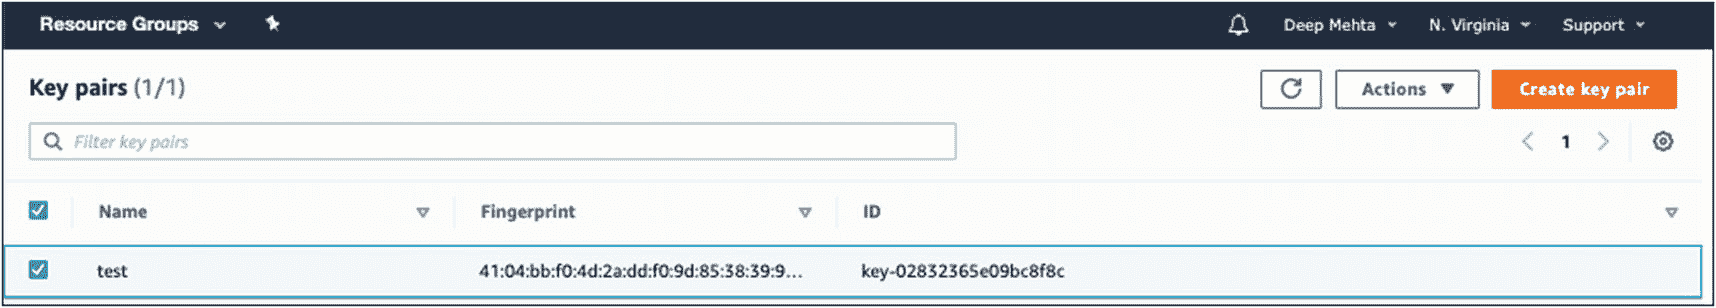 Resource Groups Deep Mehta N. Virginia Support
Key pairs (1/1) Actions Create key pair
Filter key pairs 1
Name Fingerprint ID
test 41:04:bb:f0:4d:2a:dd:f0:9d:85:38:39:9... key-02832365e09bc8f8c